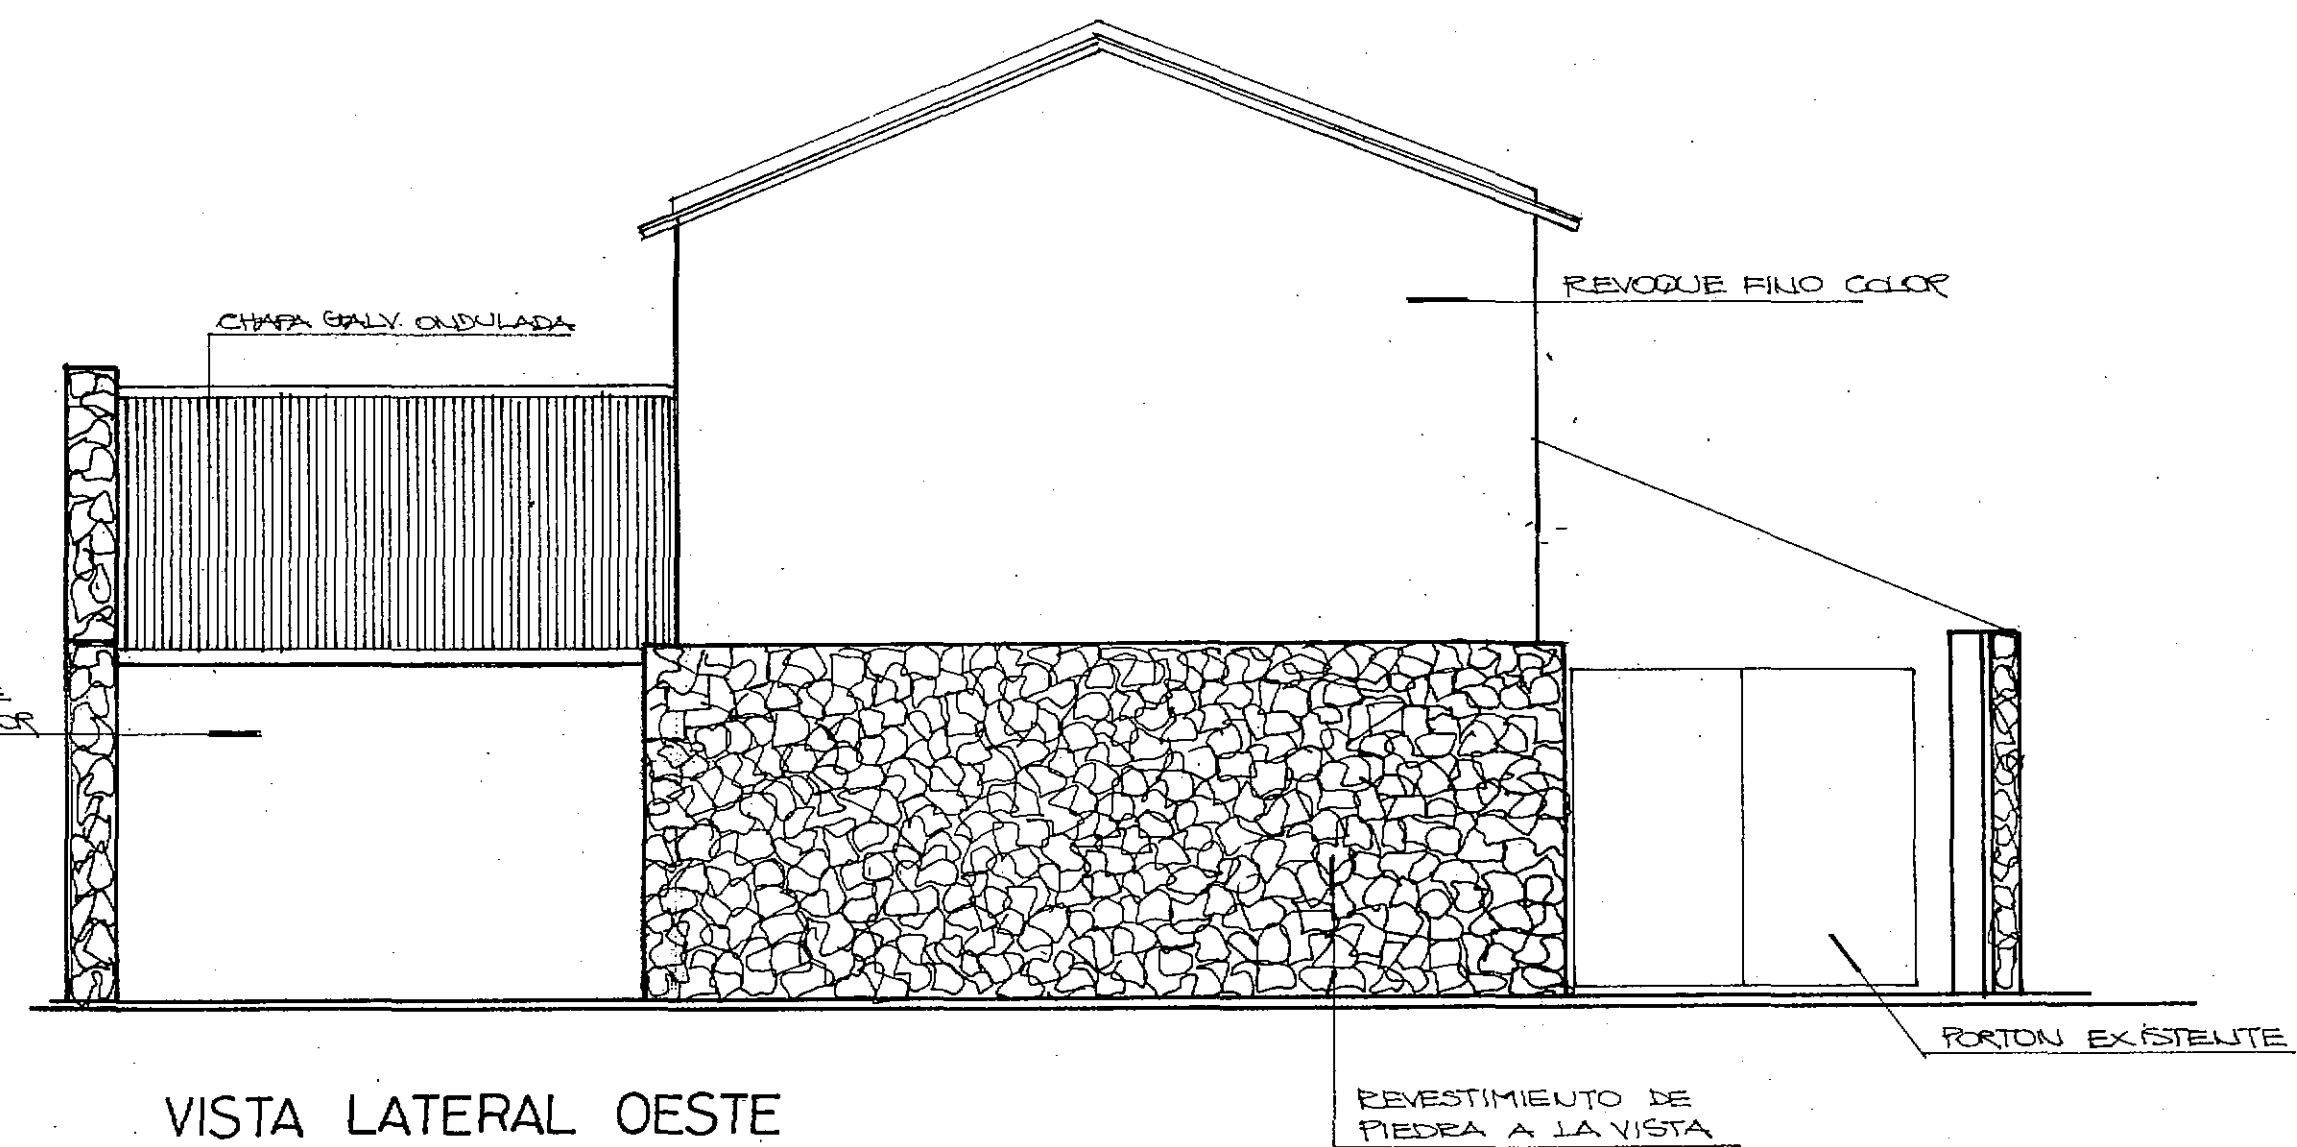 REVOQUE FINO COLOR
CHAPA GALV. ONDULADA
PORTON EXISTENTE
REVESTIMIENTO DE
PIEDRA A LA VISTA
VISTA LATERAL OESTE